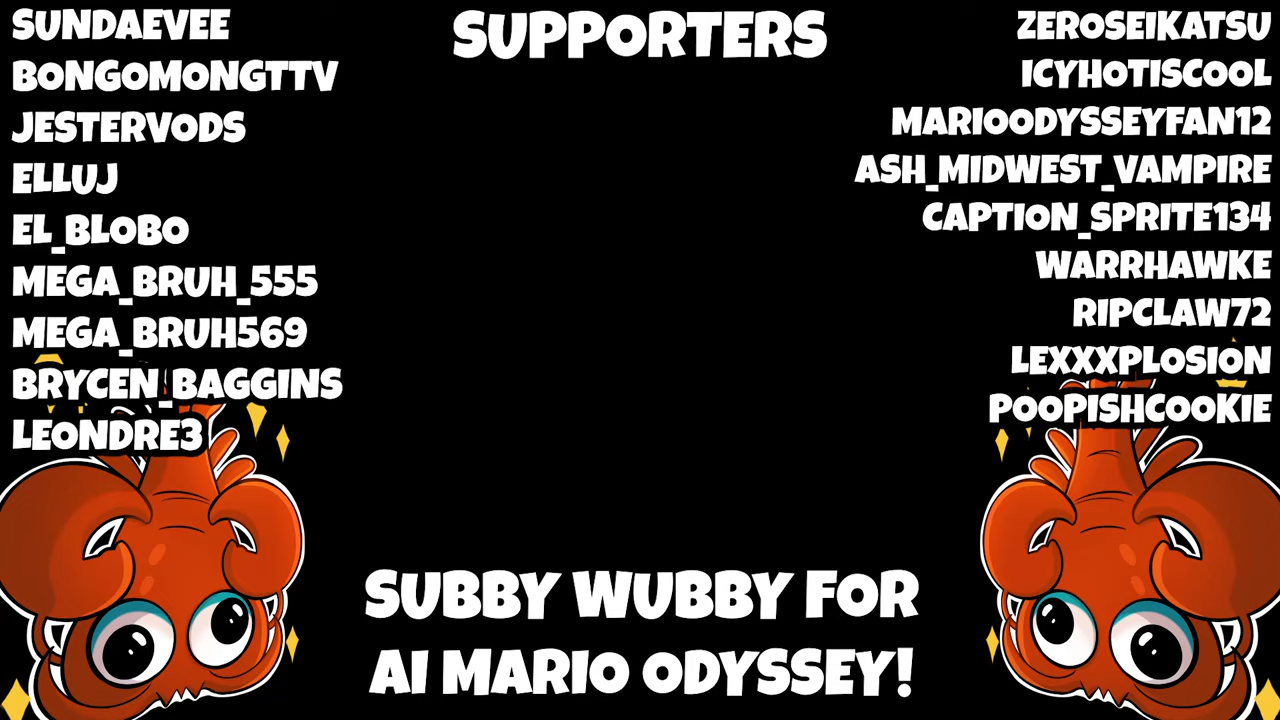 SUPPORTERS
SUNDAEVEE
BONGOMONGTTV
JESTERVODS
ELLUJ
EL_BLOBO
MEGA_BRUH_555
MEGA_BRUH569
BRYCEN_BAGGINS
LEONDRE3
ZEROSEIKATSU
ICYHOTISCOOL
MARIOODYSSEYFAN12
ASH_MIDWEST_VAMPIRE
CAPTION_SPRITE134
WARRHAWKE
RIPCLAW72
LEXXXPLOSION
POOPISHCOOKIE
SUBBY WUBBY FOR
AI MARIO ODYSSEY!